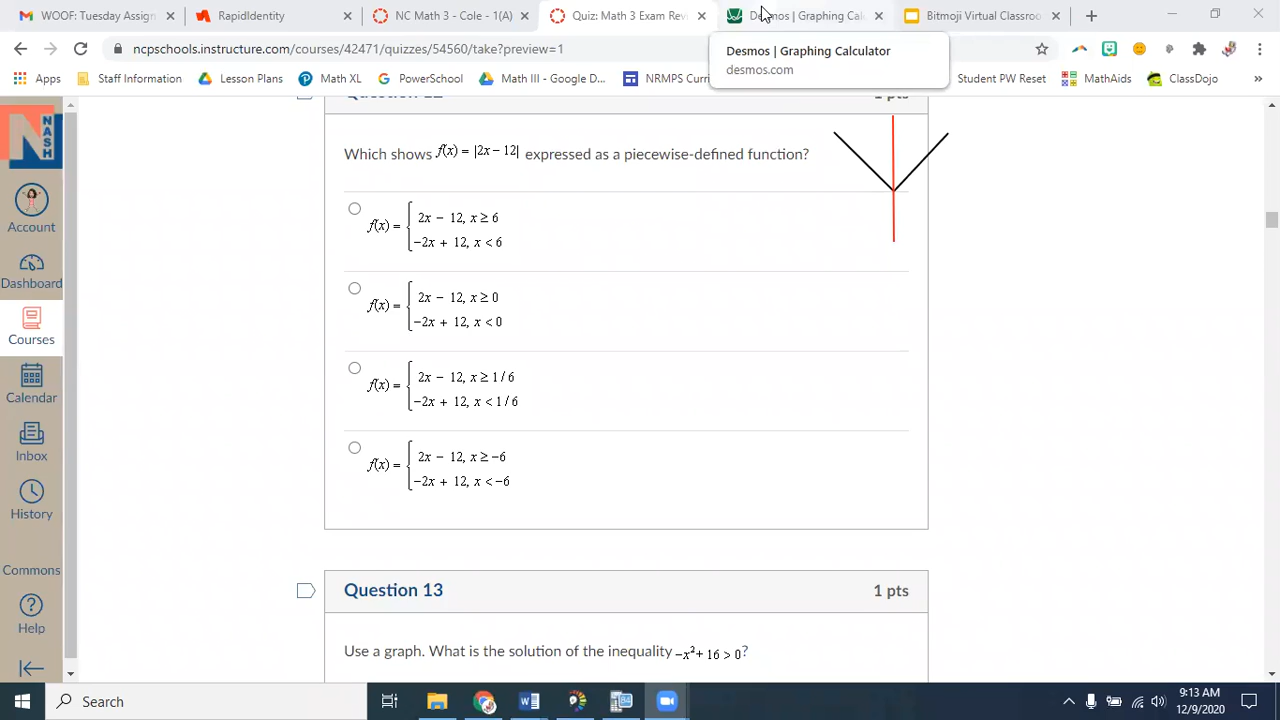 WOOF: Tuesday Assign
RapidIdentity
NC Math 3 - Cole - 1(A)
Quiz: Math 3 Exam Rev
Desmos | Graphing Calc
Bitmoji Virtual Classroo
ncpschools.instructure.com/courses/42471/quizzes/54560/take?preview=1
Desmos | Graphing Calculator
desmos.com
Apps
Staff Information
Lesson Plans
Math XL
PowerSchool
Math III - Google D...
NRMPS Curri
Student PW Reset
MathAids
ClassDojo
NASH
Account
Dashboard
Courses
Calendar
Inbox
History
Commons
Help
1 pts
Which shows f(x) = |2x − 12| expressed as a piecewise-defined function?
2x − 12, x ≥ 6
f(x) =
−2x + 12, x < 6
2x − 12, x ≥ 0
f(x) =
−2x + 12, x < 0
2x − 12, x ≥ 1/6
f(x) =
−2x + 12, x < 1/6
2x − 12, x ≥ −6
f(x) =
−2x + 12, x < −6
Question 13
1 pts
Use a graph. What is the solution of the inequality −x²+ 16 > 0?
Search
9:13 AM
12/9/2020